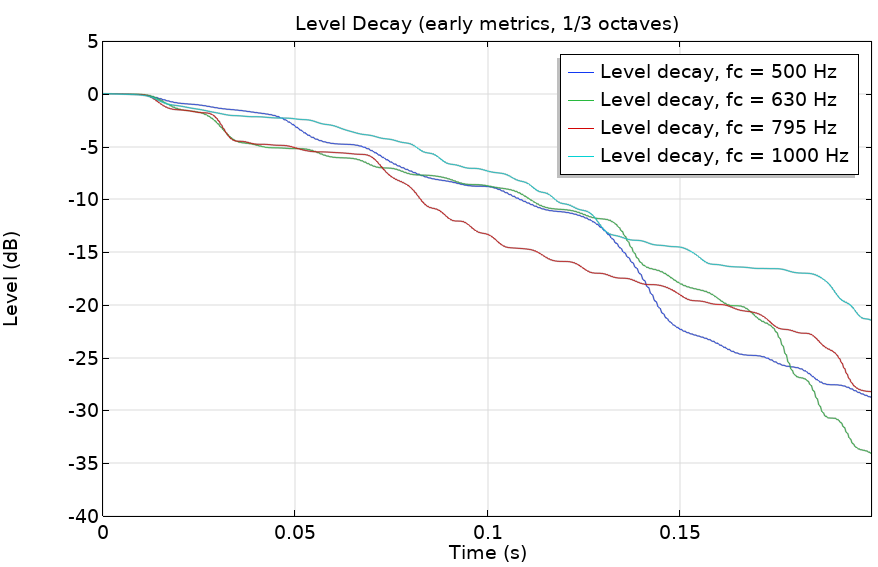 Level Decay (early metrics, 1/3 octaves)
5
0
-5
-10
-15
-20
-25
-30
-35
-40
Level (dB)
Level decay, fc = 500 Hz
Level decay, fc = 630 Hz
Level decay, fc = 795 Hz
Level decay, fc = 1000 Hz
0 0.05 0.1 0.15
Time (s)